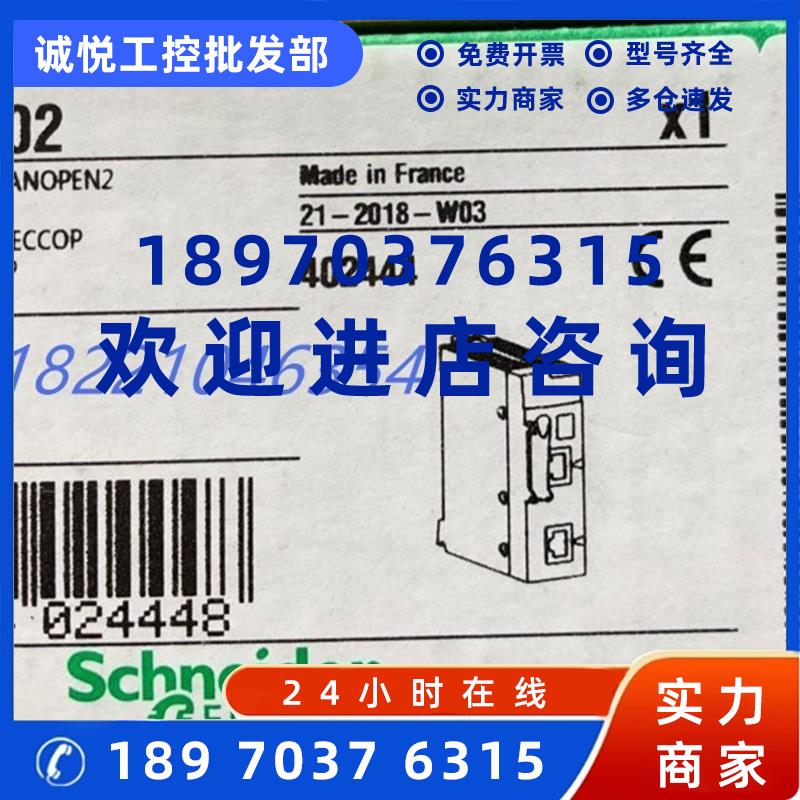 诚悦工控批发部
免费开票 型号齐全
实力商家 多仓速发
02 x1
ANOPEN2 Made in France
21-2018-W03
ECCOP
18970376315
402444 CE
欢迎进店咨询
024448
Schneider
24小时在线
实力
商家
189 7037 6315